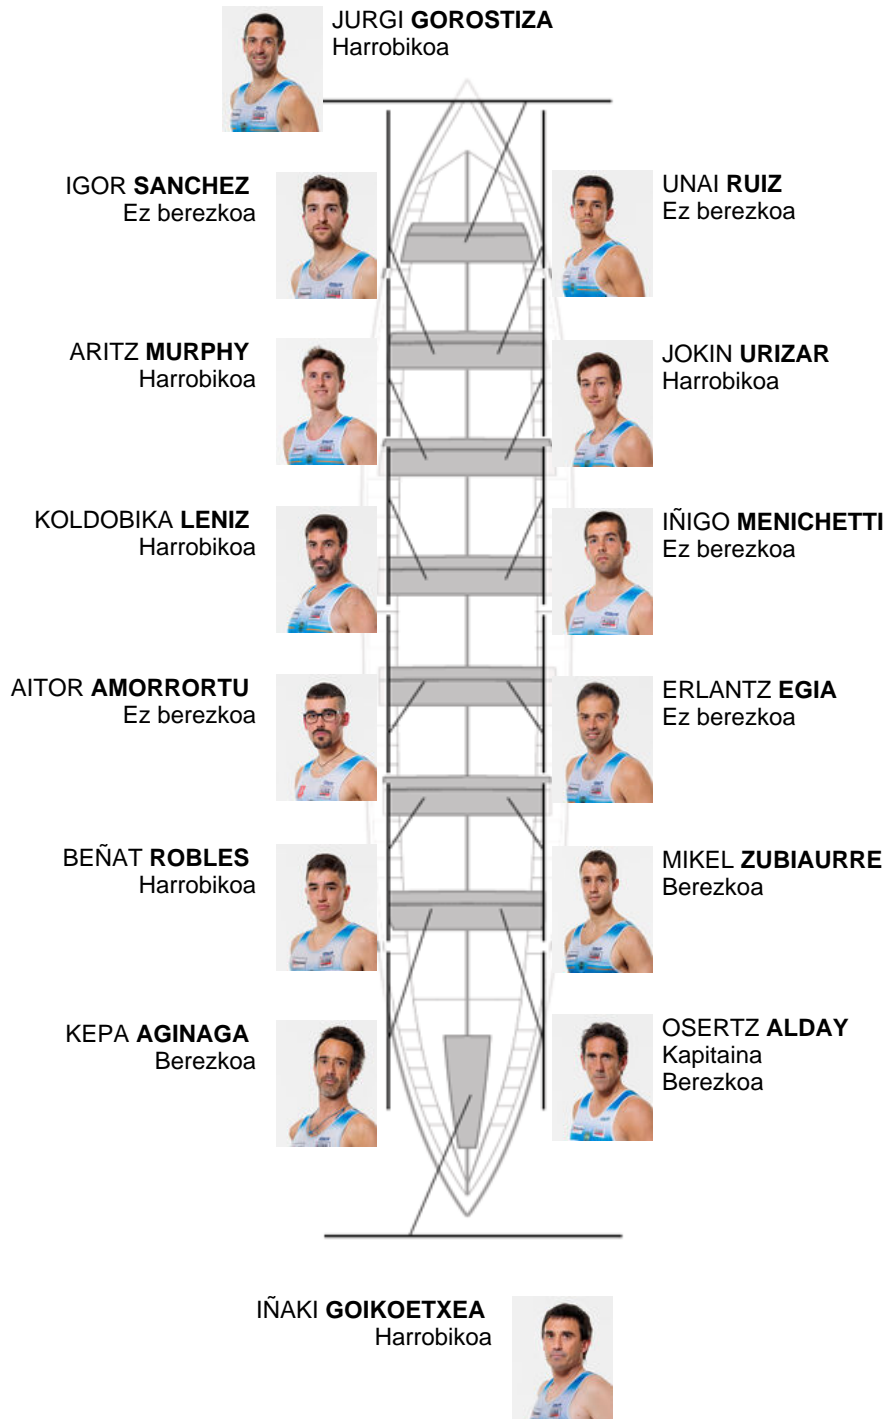 JURGI GOROSTIZA
Harrobikoa
IGOR SANCHEZ
Ez berezkoa
UNAI RUIZ
Ez berezkoa
ARITZ MURPHY
Harrobikoa
JOKIN URIZAR
Harrobikoa
KOLDOBIKA LENIZ
Harrobikoa
IÑIGO MENICHETTI
Ez berezkoa
AITOR AMORRORTU
Ez berezkoa
ERLANTZ EGIA
Ez berezkoa
BEÑAT ROBLES
Harrobikoa
MIKEL ZUBIAURRE
Berezkoa
KEPA AGINAGA
Berezkoa
OSERTZ ALDAY
Kapitaina
Berezkoa
IÑAKI GOIKOETXEA
Harrobikoa